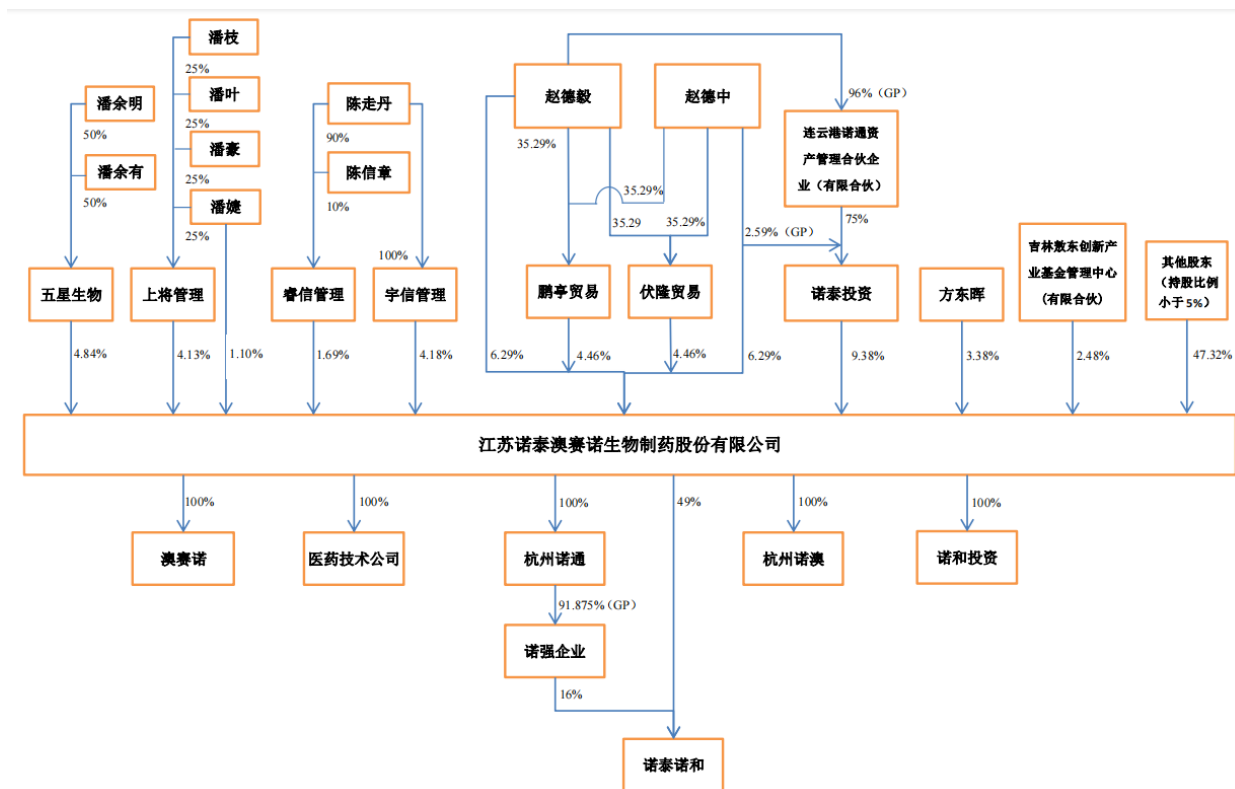 潘枝
25%
潘余明
50%
潘叶
25%
陈走丹
90%
赵德毅
赵德中
96%（GP）
连云港诺通资
产管理合伙企
业（有限合伙）
35.29%
潘豪
25%
潘余有
50%
陈信章
10%
35.29%
潘婕
25%
35.29
35.29%
75%
2.59%（GP）
100%
吉林敖东创新产
业基金管理中心
(有限合伙)
其他股东
（持股比例
小于 5%）
五星生物
上将管理
睿信管理
宇信管理
鹏亭贸易
伏隆贸易
诺泰投资
方东晖
4.84%
4.13%
1.10%
1.69%
4.18%
6.29%
4.46%
4.46%
6.29%
9.38%
3.38%
2.48%
47.32%
江苏诺泰澳赛诺生物制药股份有限公司
100%
100%
100%
49%
100%
100%
澳赛诺
医药技术公司
杭州诺通
杭州诺澳
诺和投资
91.875%（GP）
诺强企业
16%
诺泰诺和